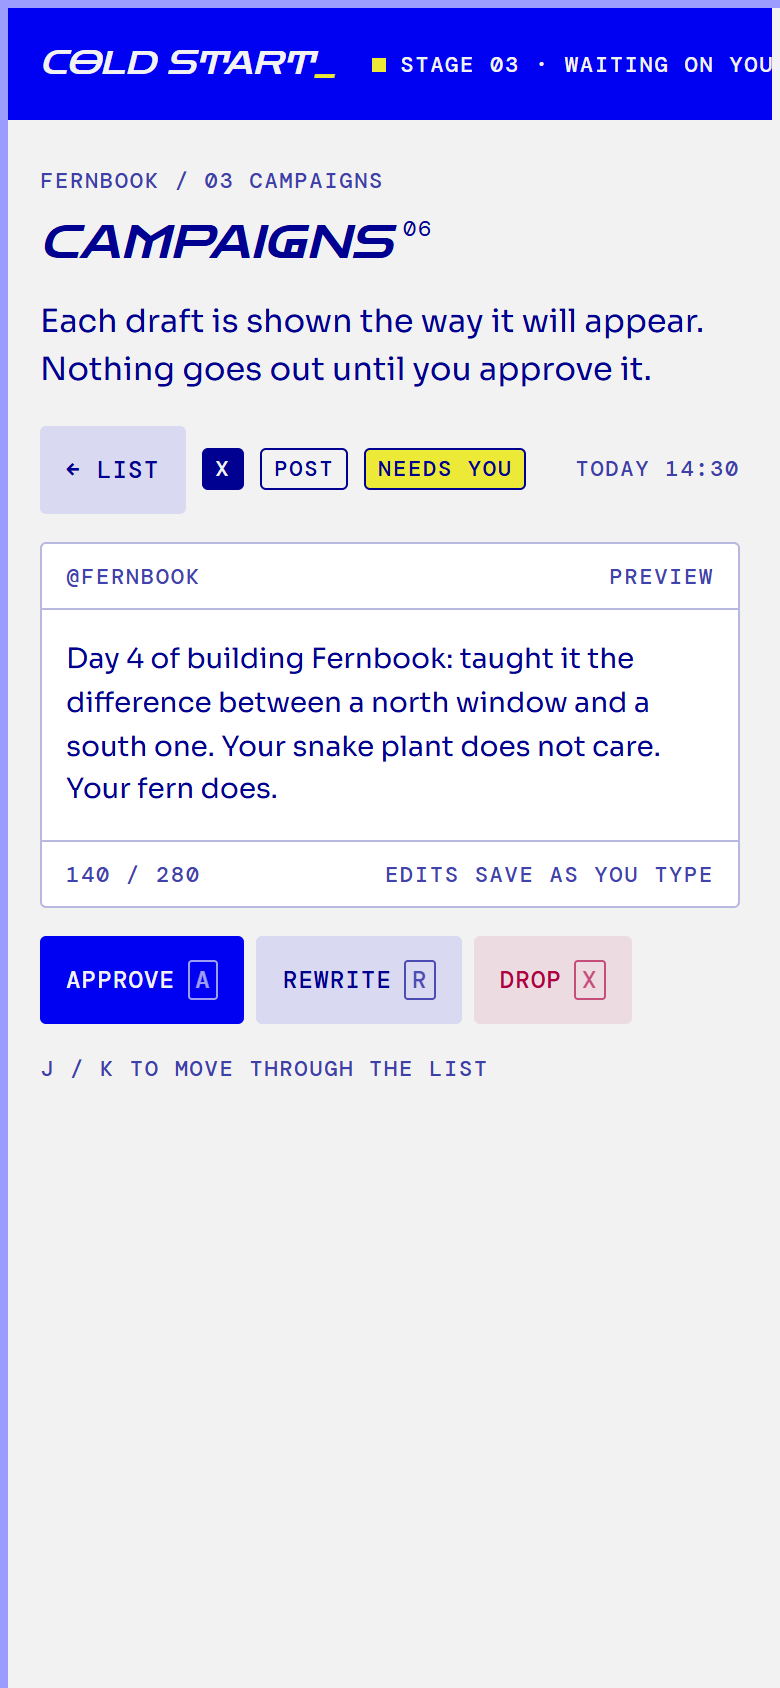 COLD START_
STAGE 03 · WAITING ON YOU
FERNBOOK / 03 CAMPAIGNS
CAMPAIGNS 06
Each draft is shown the way it will appear.
Nothing goes out until you approve it.
← LIST X POST NEEDS YOU TODAY 14:30
@FERNBOOK PREVIEW
Day 4 of building Fernbook: taught it the
difference between a north window and a
south one. Your snake plant does not care.
Your fern does.
140 / 280 EDITS SAVE AS YOU TYPE
APPROVE A REWRITE R DROP X
J / K TO MOVE THROUGH THE LIST